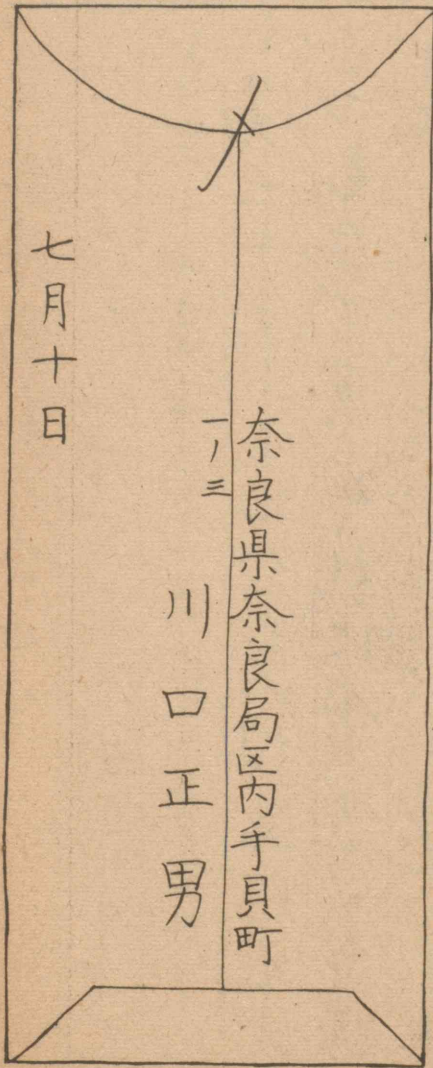 奈良県奈良局区内手貝町
一ノ三
川口正男
七月十日
〆